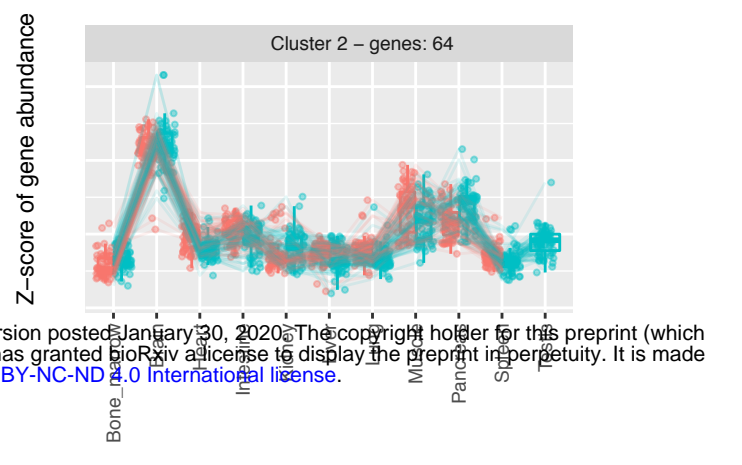 Cluster 2 − genes: 64
Z−score of gene abundance
rsion posted January 30, 2020. The copyright holder for this preprint (which
has granted bioRxiv a license to display the preprint in perpetuity. It is made
BY-NC-ND 4.0 International license.
Bone_marrow
Brain
Heart
Intestine
Kidney
Liver
Lung
Muscle
Pancreas
Spleen
Testis